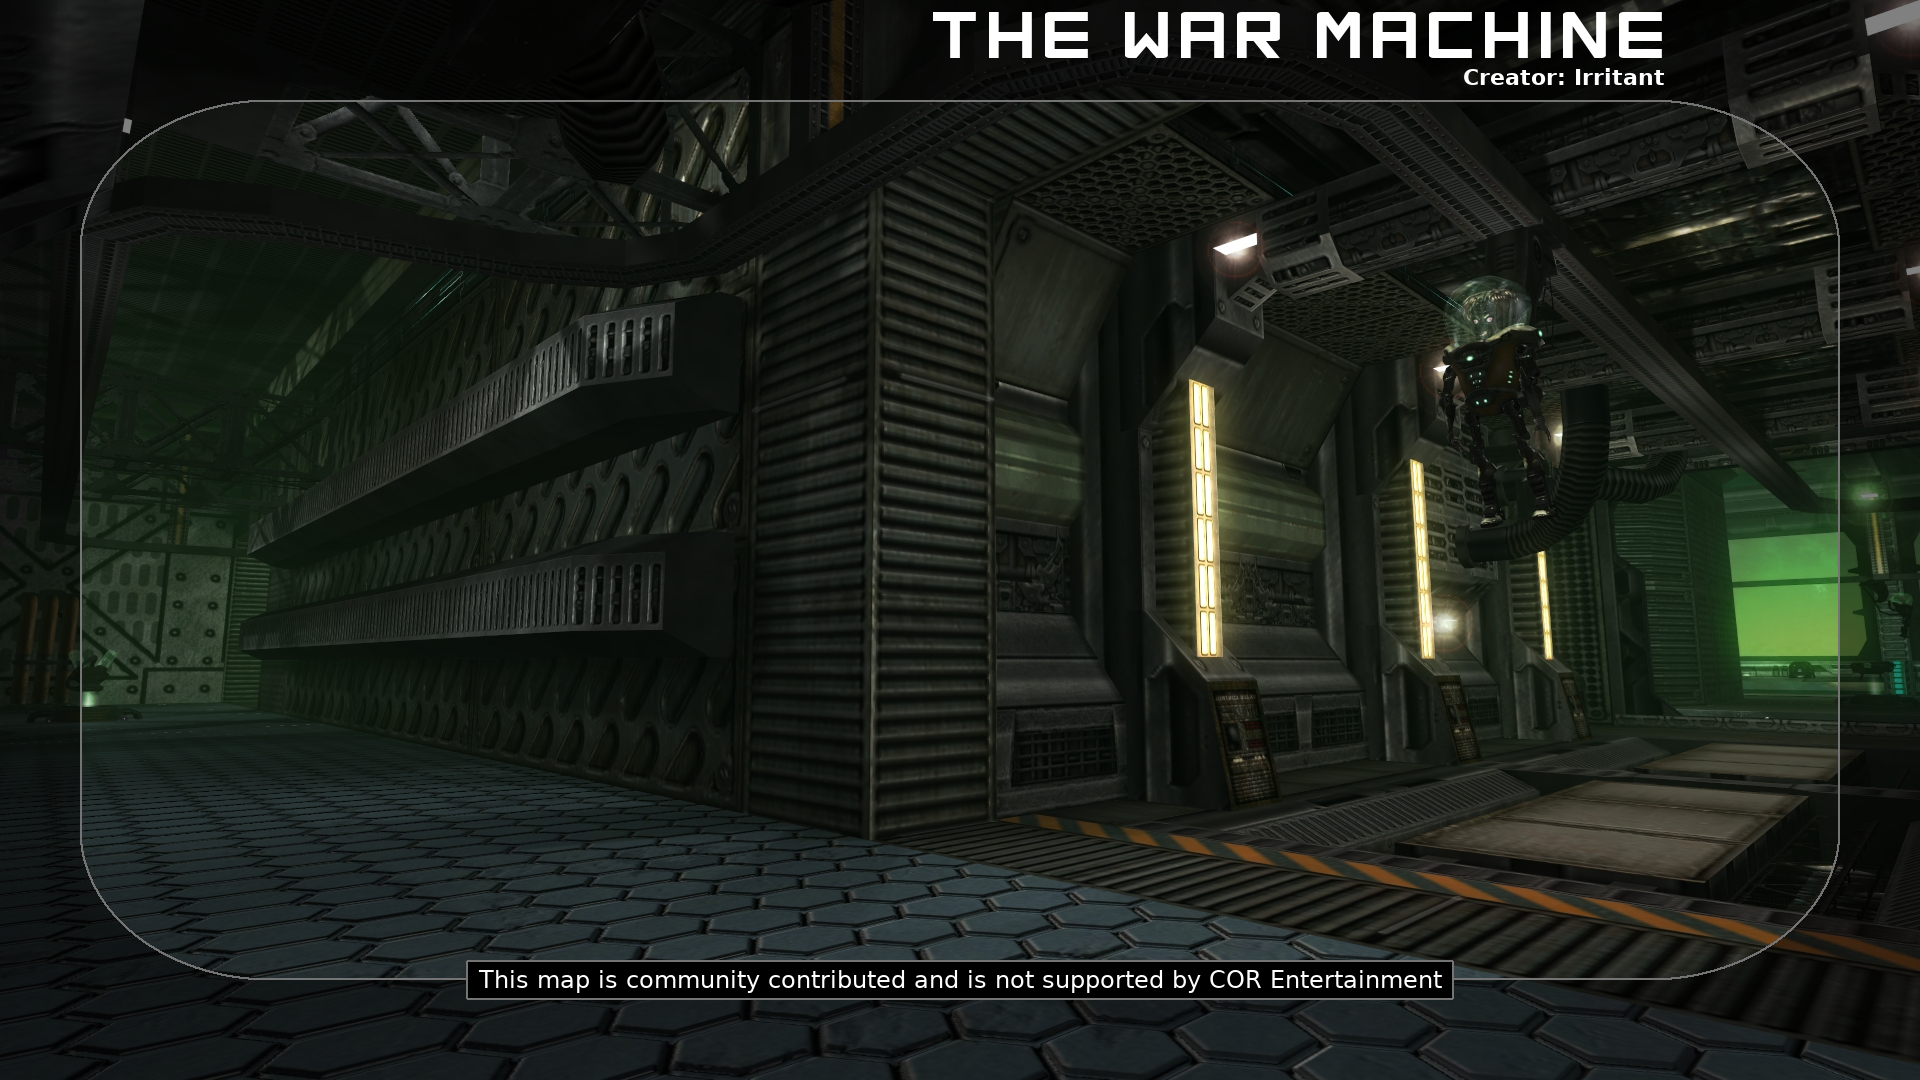 THE WAR MACHINE
Creator: Irritant
This map is community contributed and is not supported by COR Entertainment